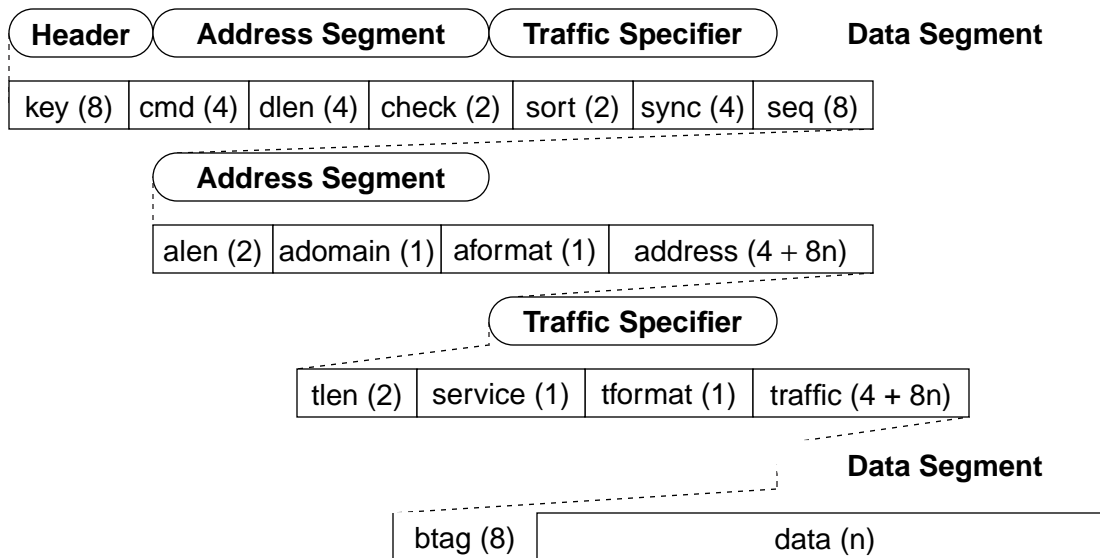 Header Address Segment Traffic Specifier Data Segment
key (8) cmd (4) dlen (4) check (2) sort (2) sync (4) seq (8)
Address Segment
alen (2) adomain (1) aformat (1) address (4 + 8n)
Traffic Specifier
tlen (2) service (1) tformat (1) traffic (4 + 8n)
Data Segment
btag (8) data (n)